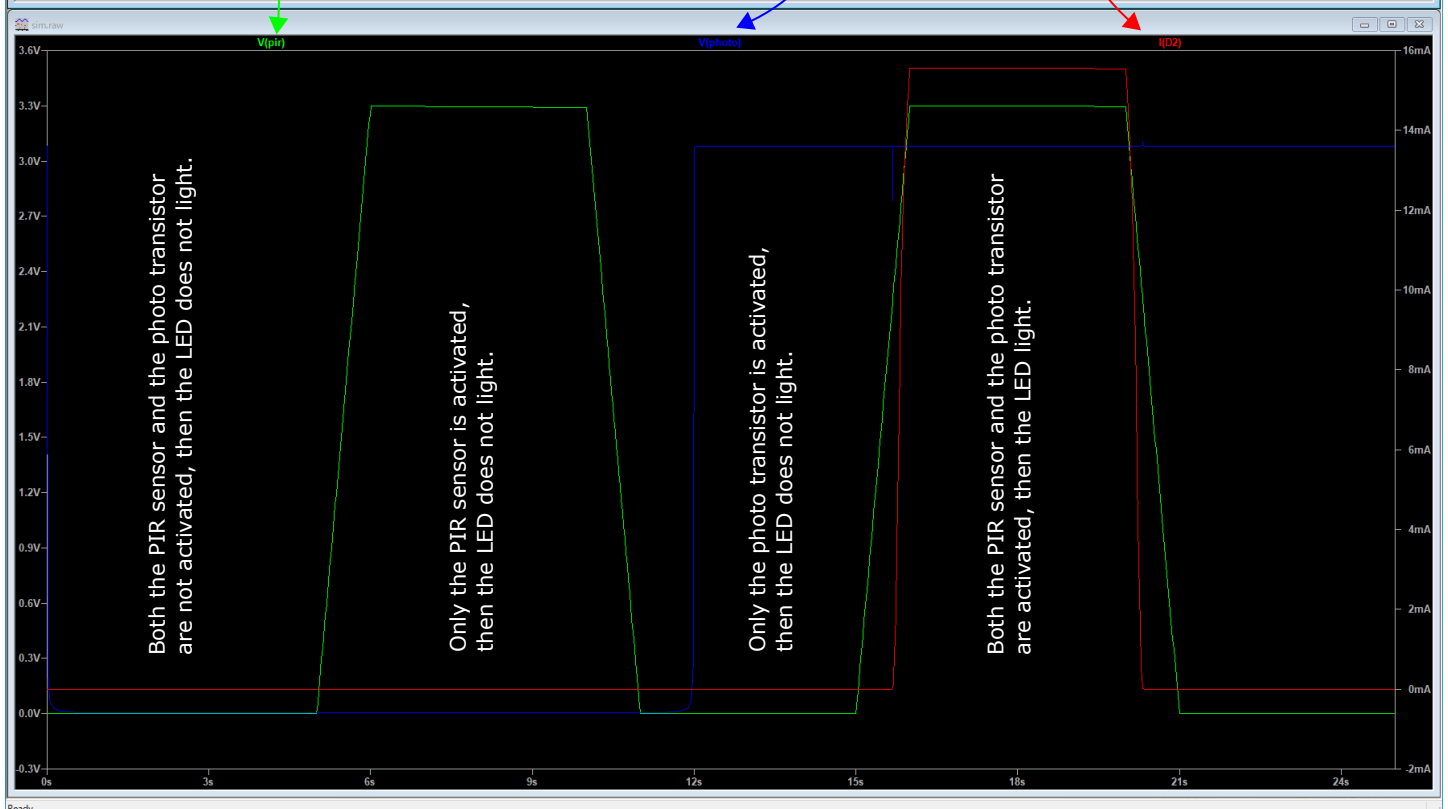 sim.raw
V(pir) V(photo) I(D2)
3.6V
3.3V
3.0V
2.7V
2.4V
2.1V
1.8V
1.5V
1.2V
0.9V
0.6V
0.3V
0.0V
-0.3V
Both the PIR sensor and the photo transistor
are not activated, then the LED does not light.
Only the PIR sensor is activated,
then the LED does not light.
Only the photo transistor is activated,
then the LED does not light.
Both the PIR sensor and the photo transistor
are activated, then the LED light.
16mA
14mA
12mA
10mA
8mA
6mA
4mA
2mA
0mA
-2mA
0s 3s 6s 9s 12s 15s 18s 21s 24s
Ready